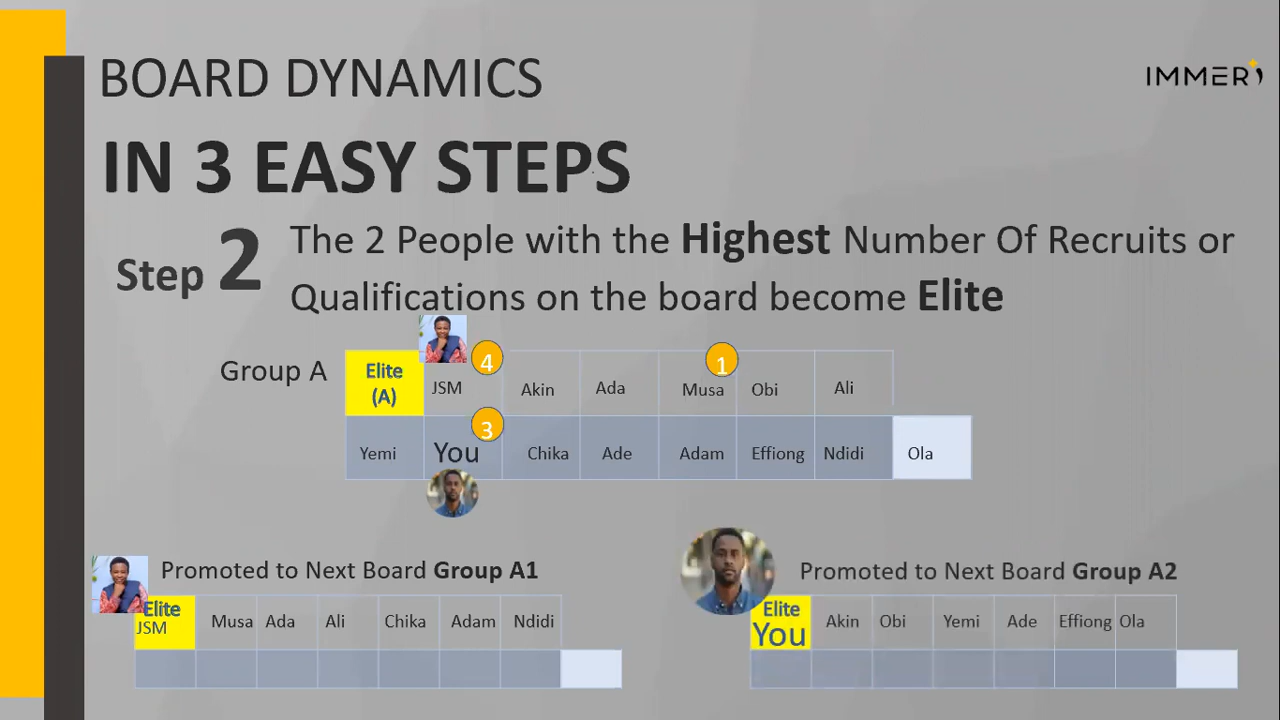 BOARD DYNAMICS
IMMER
IN 3 EASY STEPS
Step 2
The 2 People with the Highest Number Of Recruits or
Qualifications on the board become Elite
Group A
Elite (A)
4
JSM
Akin
Ada
1
Musa
Obi
Ali
Yemi
3
You
Chika
Ade
Adam
Effiong
Ndidi
Ola
Promoted to Next Board Group A1
Elite
JSM
Musa
Ada
Ali
Chika
Adam
Ndidi
Promoted to Next Board Group A2
Elite
You
Akin
Obi
Yemi
Ade
Effiong
Ola